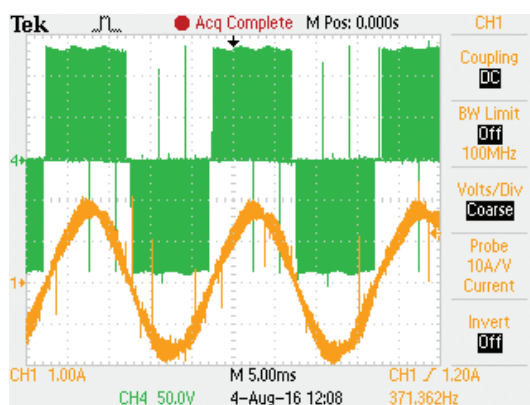 Tek Acq Complete M Pos: 0.000s CH1
Coupling
DC
BW Limit
Off
100MHz
Volts/Div
Coarse
Probe
10A/V
Current
Invert
Off
4
1
CH1 1.00A M 5.00ms CH1 1.20A
CH4 50.0V 4-Aug-16 12:08 371.362Hz